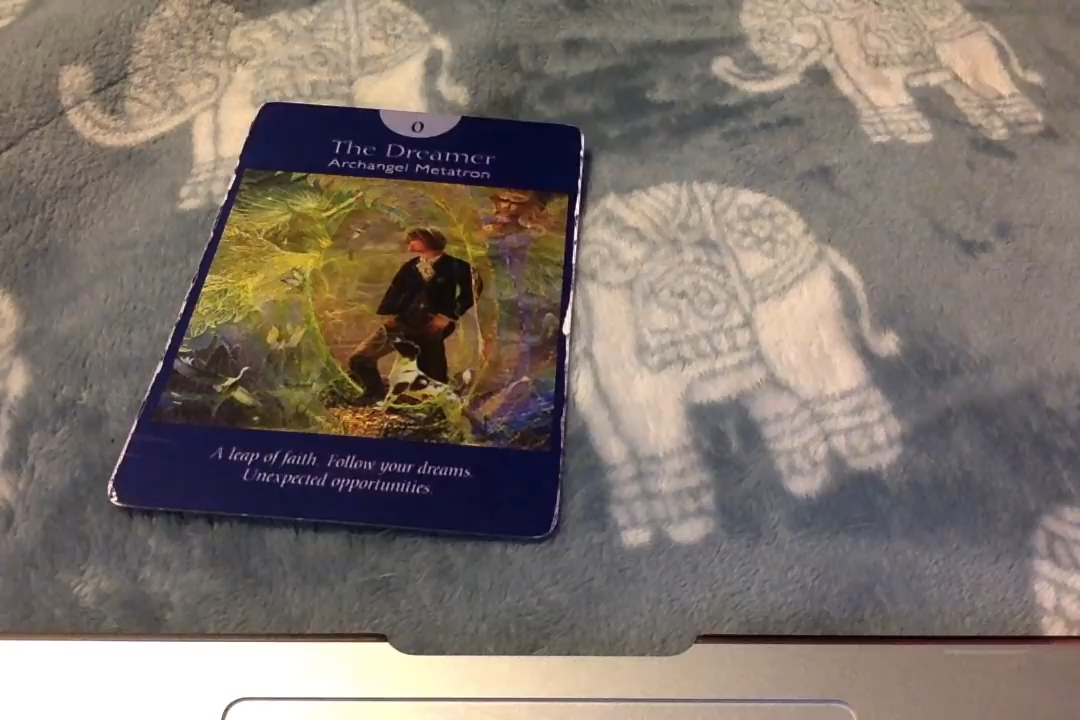 0
The Dreamer
Archangel Metatron
A leap of faith. Follow your dreams.
Unexpected opportunities.